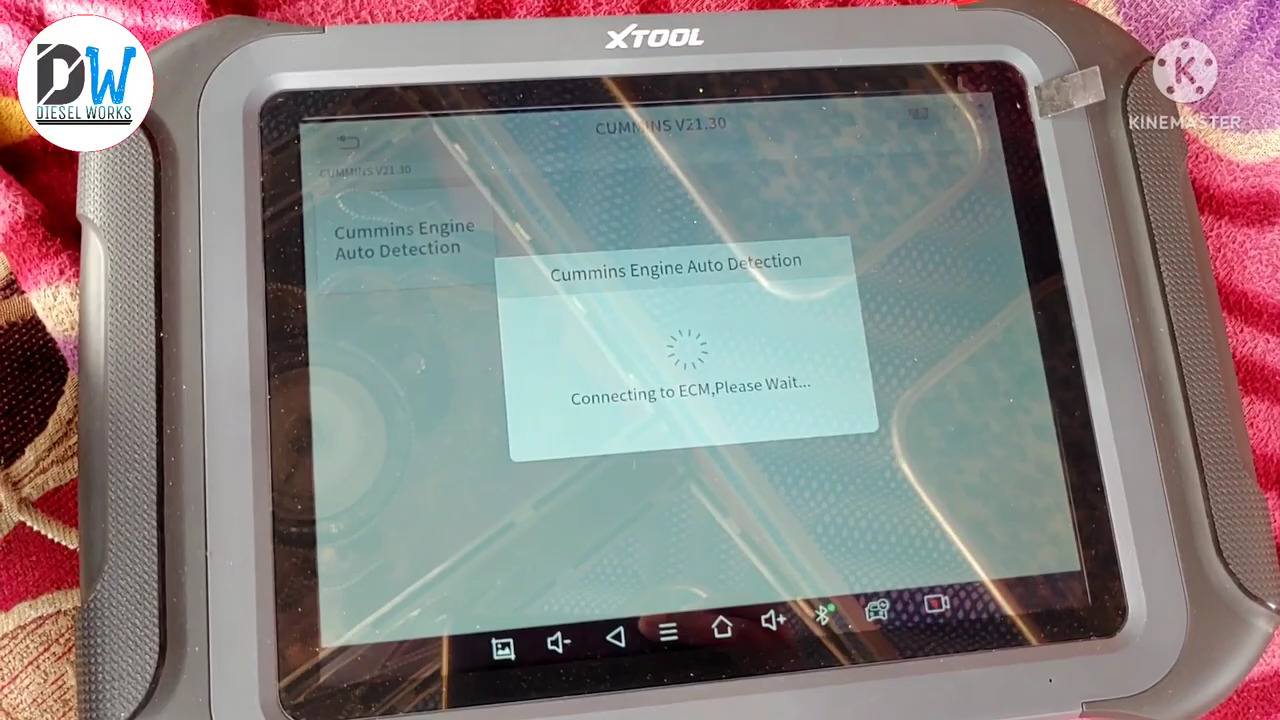 XTOOL
DW
DIESEL WORKS
K
KINEMASTER
CUMMINS V21.30
CUMMINS V21.30
Cummins Engine
Auto Detection
Cummins Engine Auto Detection
Connecting to ECM,Please Wait...